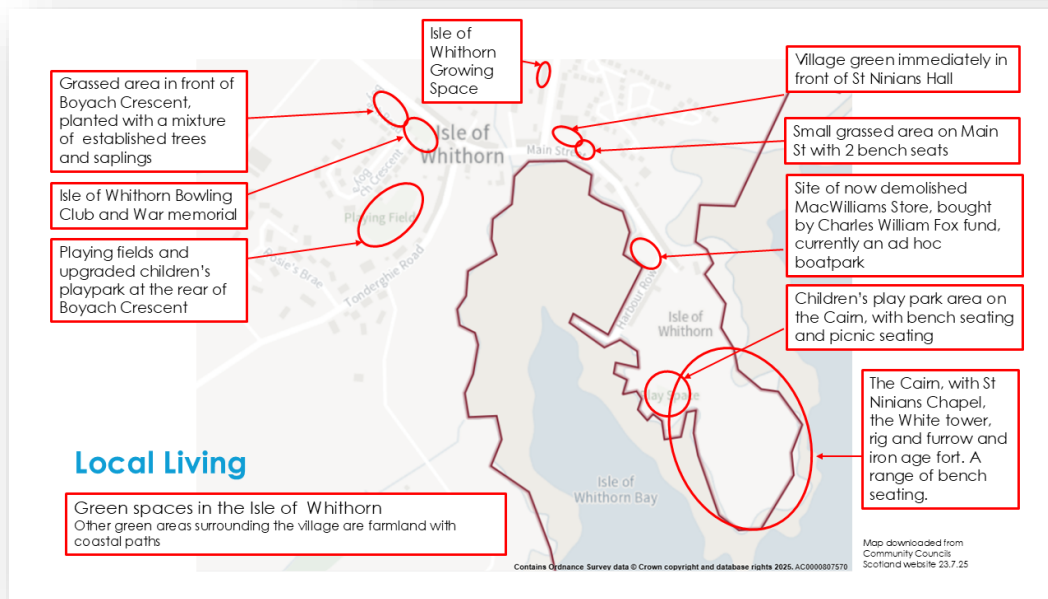 Isle of
Whithorn
Growing
Space
Grassed area in front of
Boyach Crescent,
planted with a mixture
of established trees
and saplings
Isle of Whithorn Bowling
Club and War memorial
Playing fields and
upgraded children's
playpark at the rear of
Boyach Crescent
Village green immediately in
front of St Ninians Hall
Small grassed area on Main
St with 2 bench seats
Site of now demolished
MacWilliams Store, bought
by Charles William Fox fund,
currently an ad hoc
boatpark
Children's play park area on
the Cairn, with bench seating
and picnic seating
The Cairn, with St
Ninians Chapel,
the White tower,
rig and furrow and
iron age fort. A
range of bench
seating.
Isle of
Whithorn
Main Street
Crescent
Playing Field
Tonderghie Road
Harbour Row
Isle of
Whithorn
Play Space
Isle of
Whithorn Bay
Local Living
Green spaces in the Isle of Whithorn
Other green areas surrounding the village are farmland with
coastal paths
Map downloaded from
Community Councils
Scotland website 23.7.25
Contains Ordnance Survey data © Crown copyright and database rights 2025. AC0000807570